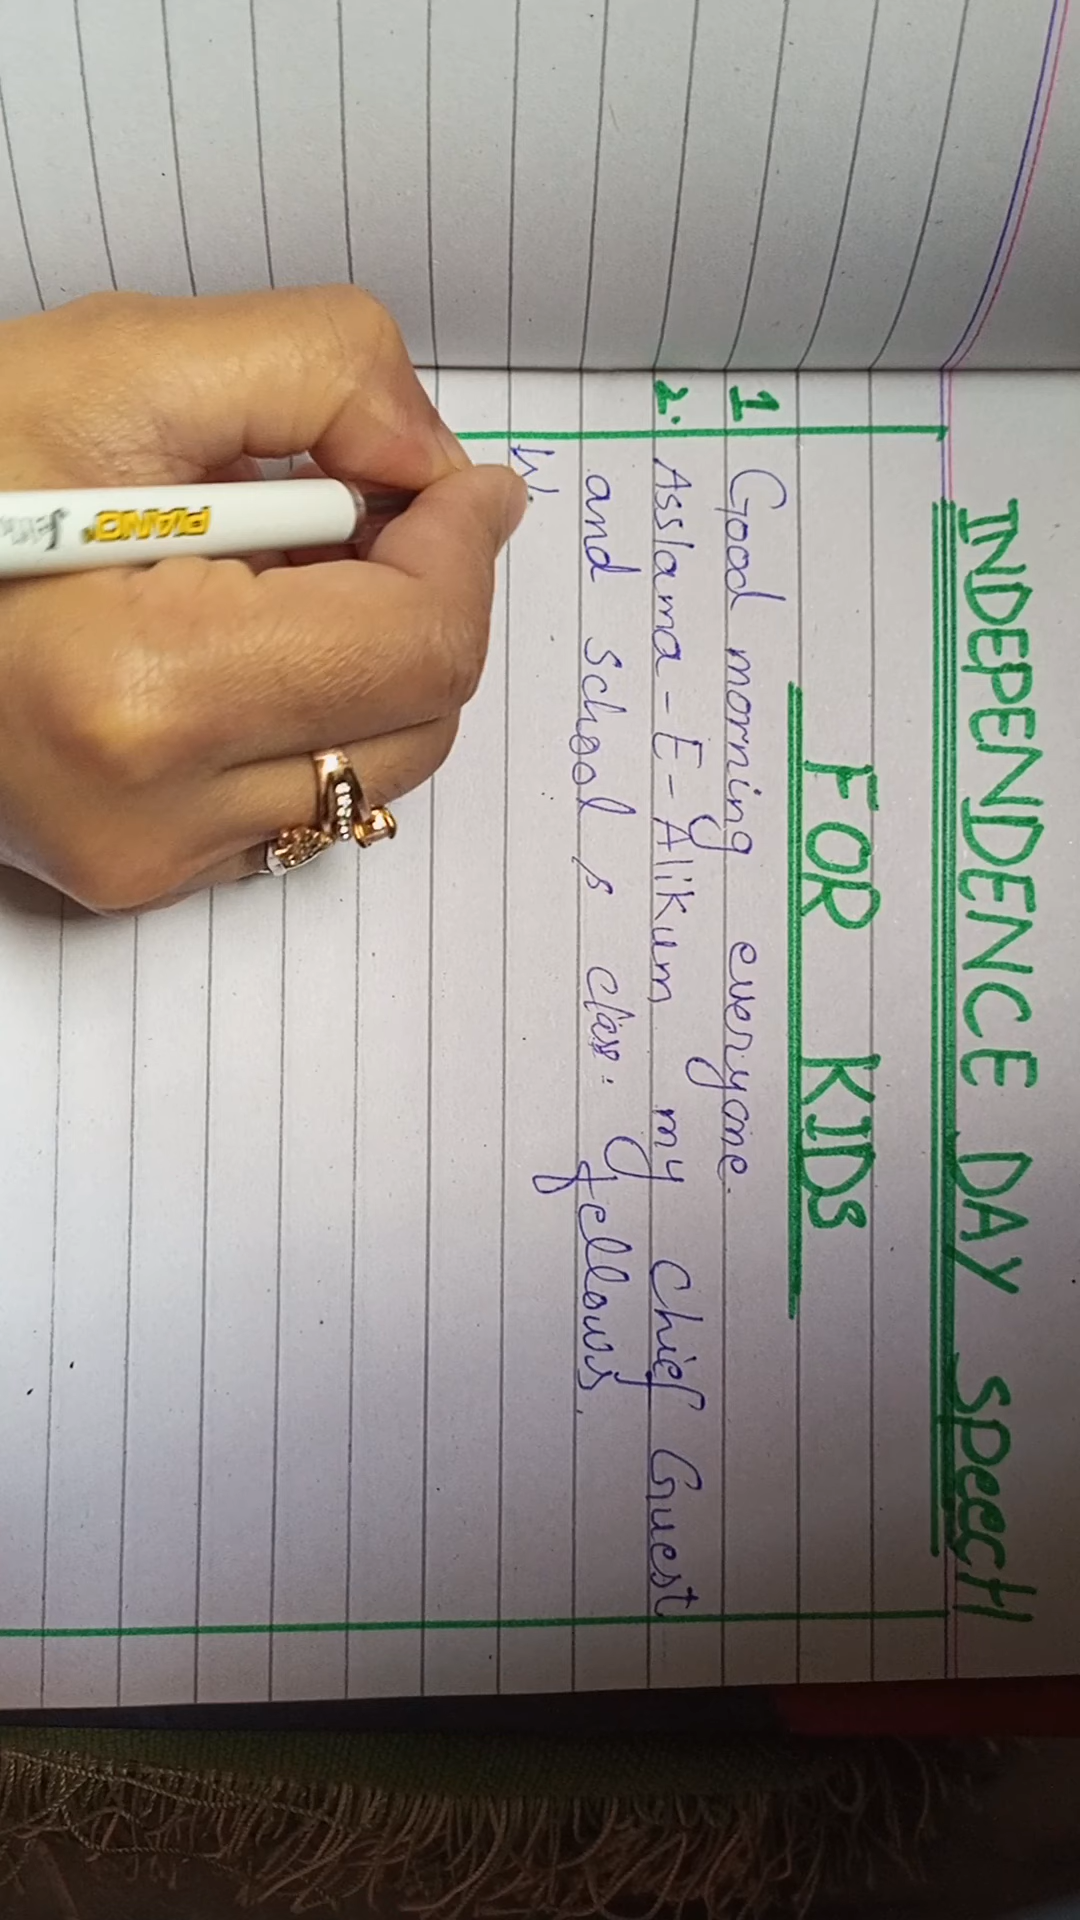 INDEPENDENCE DAY SPeecH
FOR KIDS
1 Good morning everyone.
2. Asslama-E-Alikum my Chief Guest
and school s class. fellows.
W
PIANO